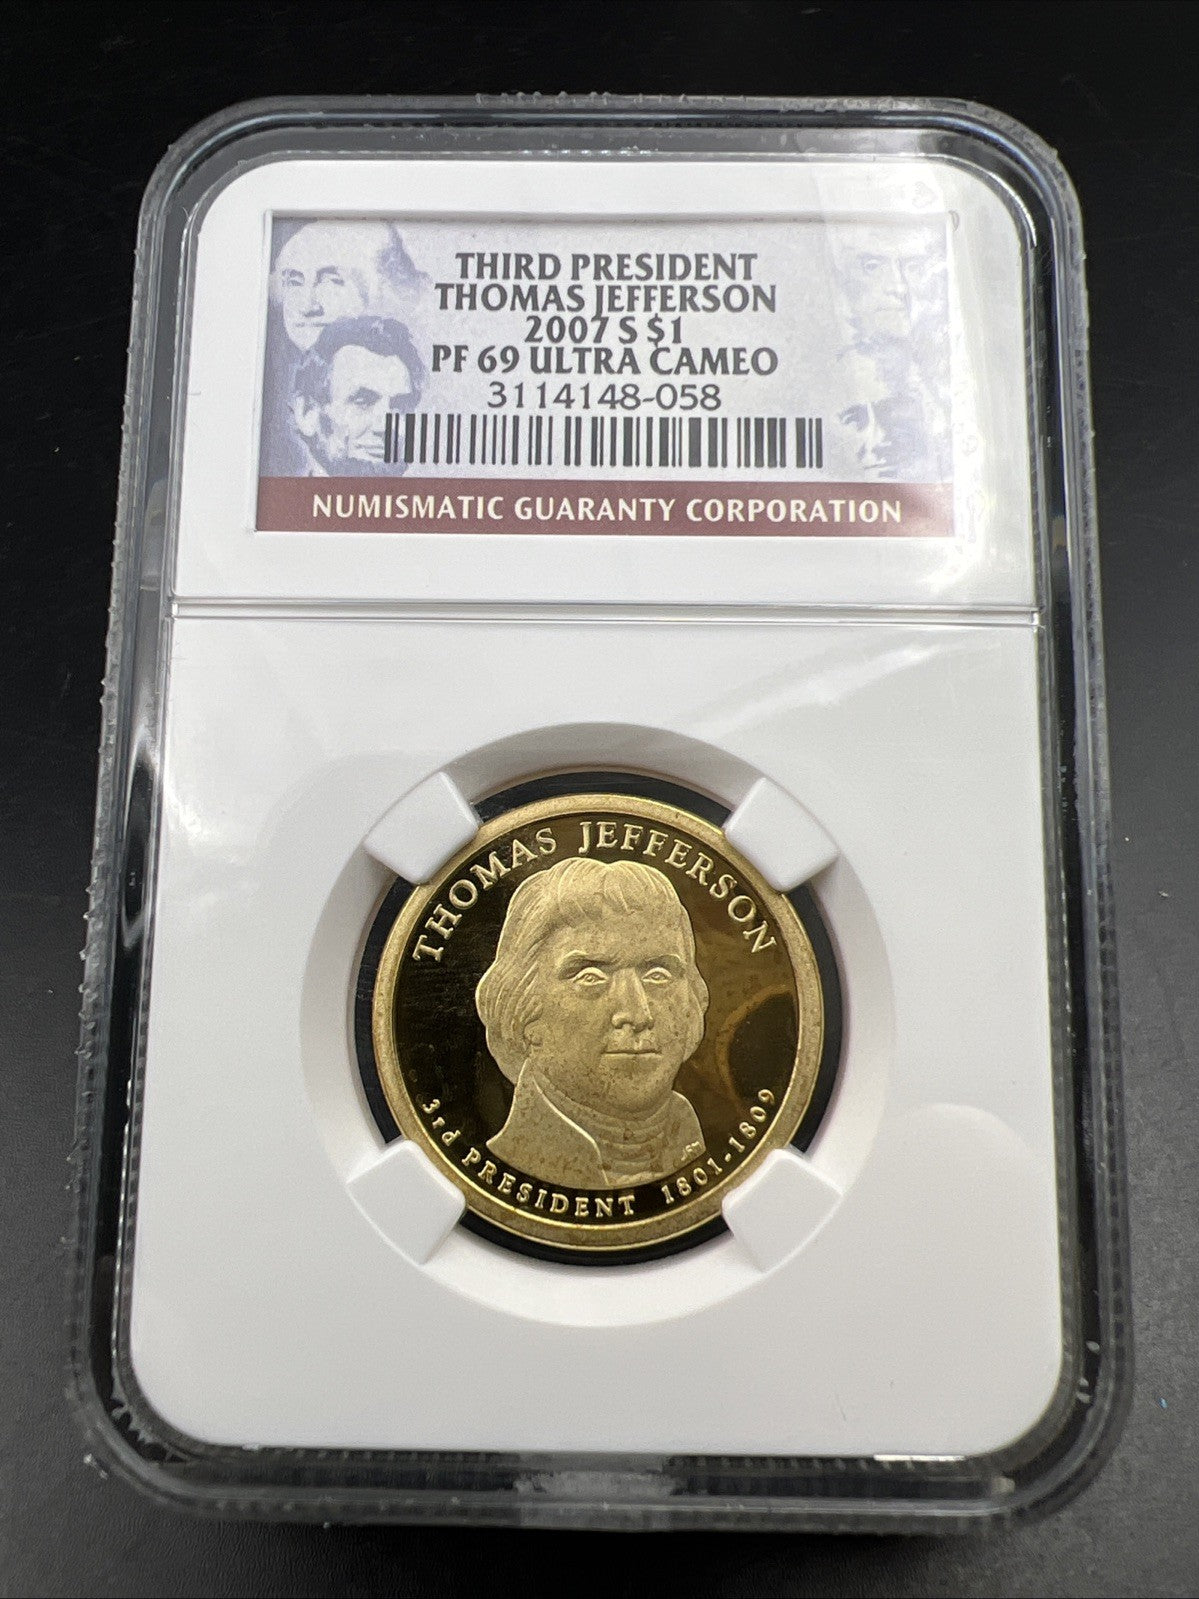 THIRD PRESIDENT
THOMAS JEFFERSON
2007 S $1
PF 69 ULTRA CAMEO
3114148-058
NUMISMATIC GUARANTY CORPORATION
THOMAS JEFFERSON
3rd PRESIDENT 1801-1809